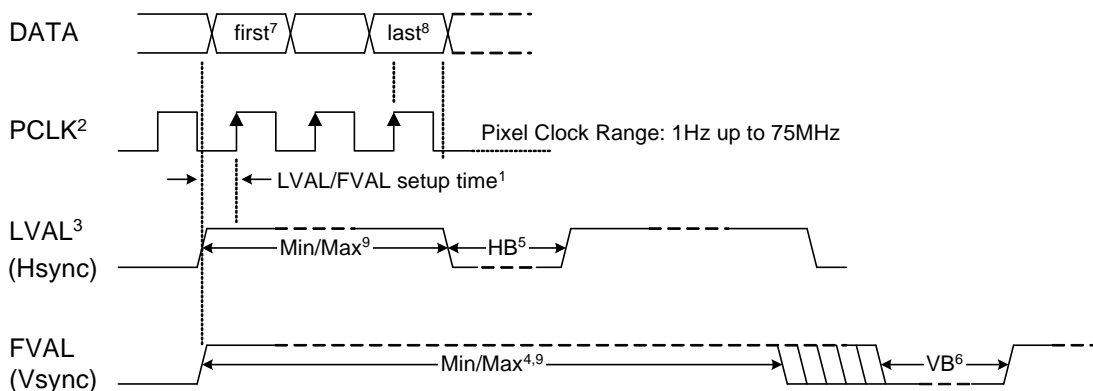 DATA
first⁷
last⁸
PCLK²
Pixel Clock Range: 1Hz up to 75MHz
LVAL/FVAL setup time¹
LVAL³
(Hsync)
Min/Max⁹
HB⁵
FVAL
(Vsync)
Min/Max⁴,⁹
VB⁶